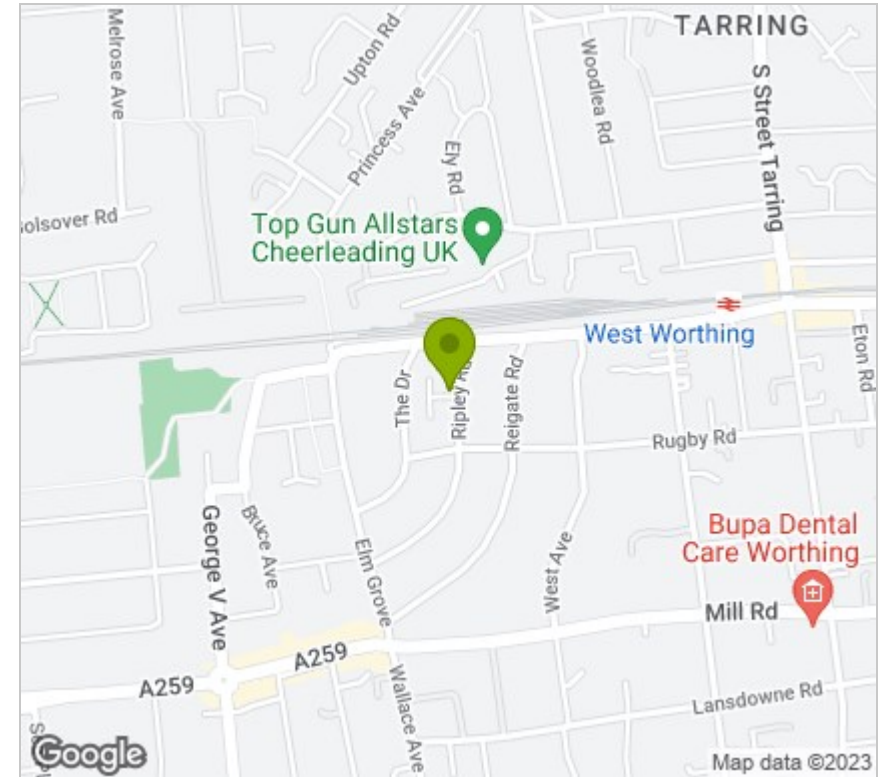 TARRING
Melrose Ave
Upton Rd
Woodlea Rd
S Street Tarring
Princess Ave
Ely Rd
olsover Rd
Top Gun Allstars
Cheerleading UK
West Worthing
Eton Rd
The Dr
Ripley Rd
Reigate Rd
Rugby Rd
George V Ave
Bruce Ave
Elm Grove
West Ave
Bupa Dental
Care Worthing
Mill Rd
A259
A259
Wallace Ave
Lansdowne Rd
Google
Map data ©2023